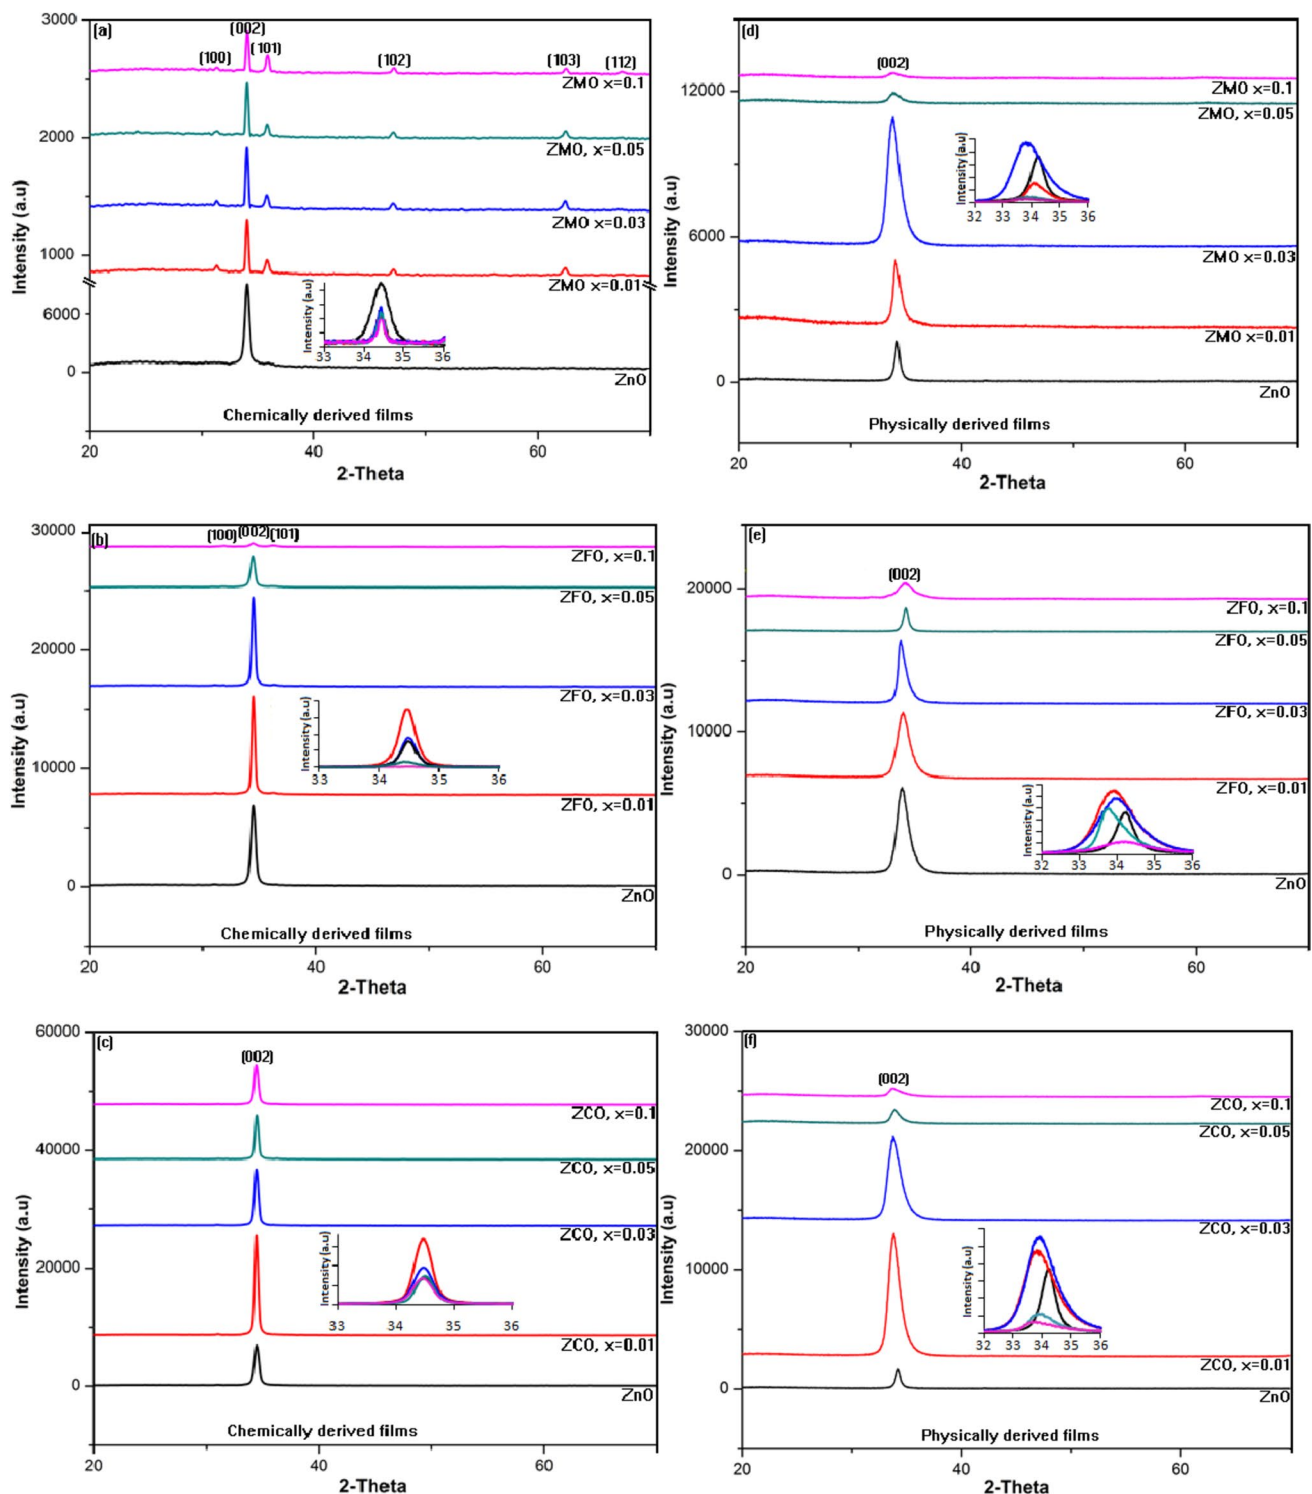 (a)
3000
2000
1000
6000
0
Intensity (a.u)
(100)
(002)
(101)
(102)
(103)
(112)
ZMO x=0.1
ZMO, x=0.05
ZMO x=0.03
ZMO x=0.01
ZnO
Intensity (a.u)
33 34 35 36
Chemically derived films
20 40 60
2-Theta
(d)
12000
6000
0
Intensity (a.u)
(002)
ZMO x=0.1
ZMO, x=0.05
ZMO x=0.03
ZMO x=0.01
ZnO
Intensity (a.u)
32 33 34 35 36
Physically derived films
20 40 60
2-Theta
(b)
30000
20000
10000
0
Intensity (a.u)
(100) (002) (101)
ZFO, x=0.1
ZFO, x=0.05
ZFO, x=0.03
ZFO, x=0.01
ZnO
Intensity (a.u)
33 34 35 36
Chemically derived films
20 40 60
2-Theta
(e)
20000
10000
0
Intensity (a.u)
(002)
ZFO, x=0.1
ZFO, x=0.05
ZFO, x=0.03
ZFO, x=0.01
ZnO
Intensity (a.u)
32 33 34 35 36
Physically derived films
20 40 60
2-Theta
(c)
60000
40000
20000
0
Intensity (a.u)
(002)
ZCO, x=0.1
ZCO, x=0.05
ZCO, x=0.03
ZCO, x=0.01
ZnO
Intensity (a.u)
33 34 35 36
Chemically derived films
20 40 60
2-Theta
(f)
30000
20000
10000
0
Intensity (a.u)
(002)
ZCO, x=0.1
ZCO, x=0.05
ZCO, x=0.03
ZCO, x=0.01
ZnO
Intensity (a.u)
32 33 34 35 36
Physically derived films
20 40 60
2-Theta